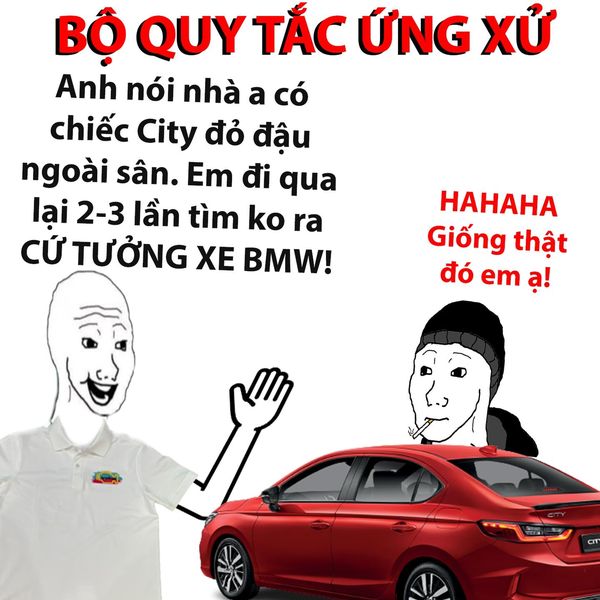 BỘ QUY TẮC ỨNG XỬ
Anh nói nhà a có
chiếc City đỏ đậu
ngoài sân. Em đi qua
lại 2-3 lần tìm ko ra
CỨ TƯỞNG XE BMW!
HAHAHA
Giống thật
đó em ạ!
CITY
CITY